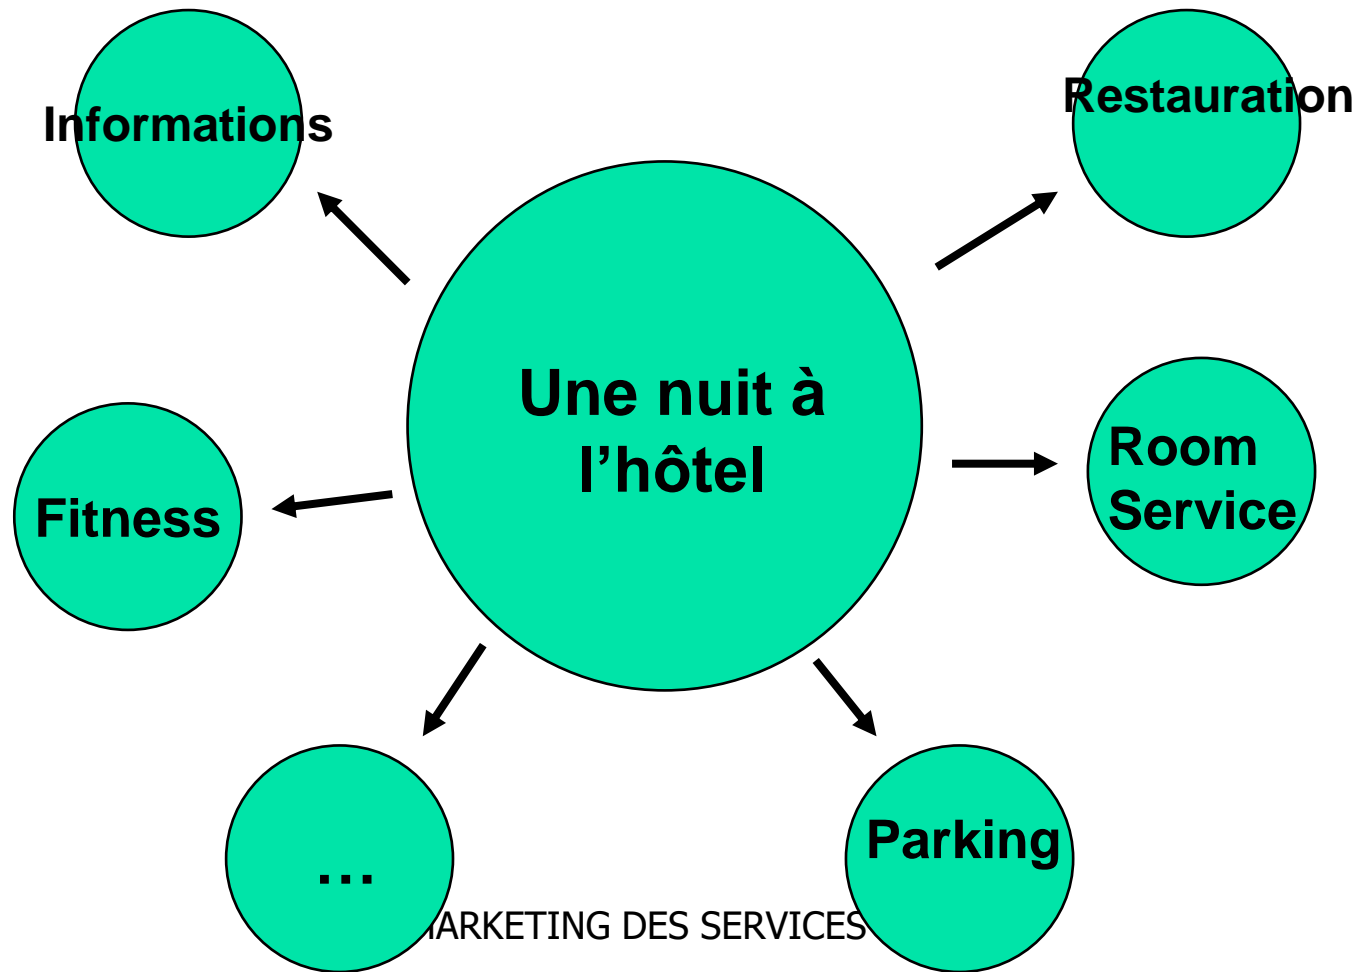 Informations
Restauration
Une nuit à
l’hôtel
Room
Service
Fitness
Parking
…
ARKETING DES SERVICES